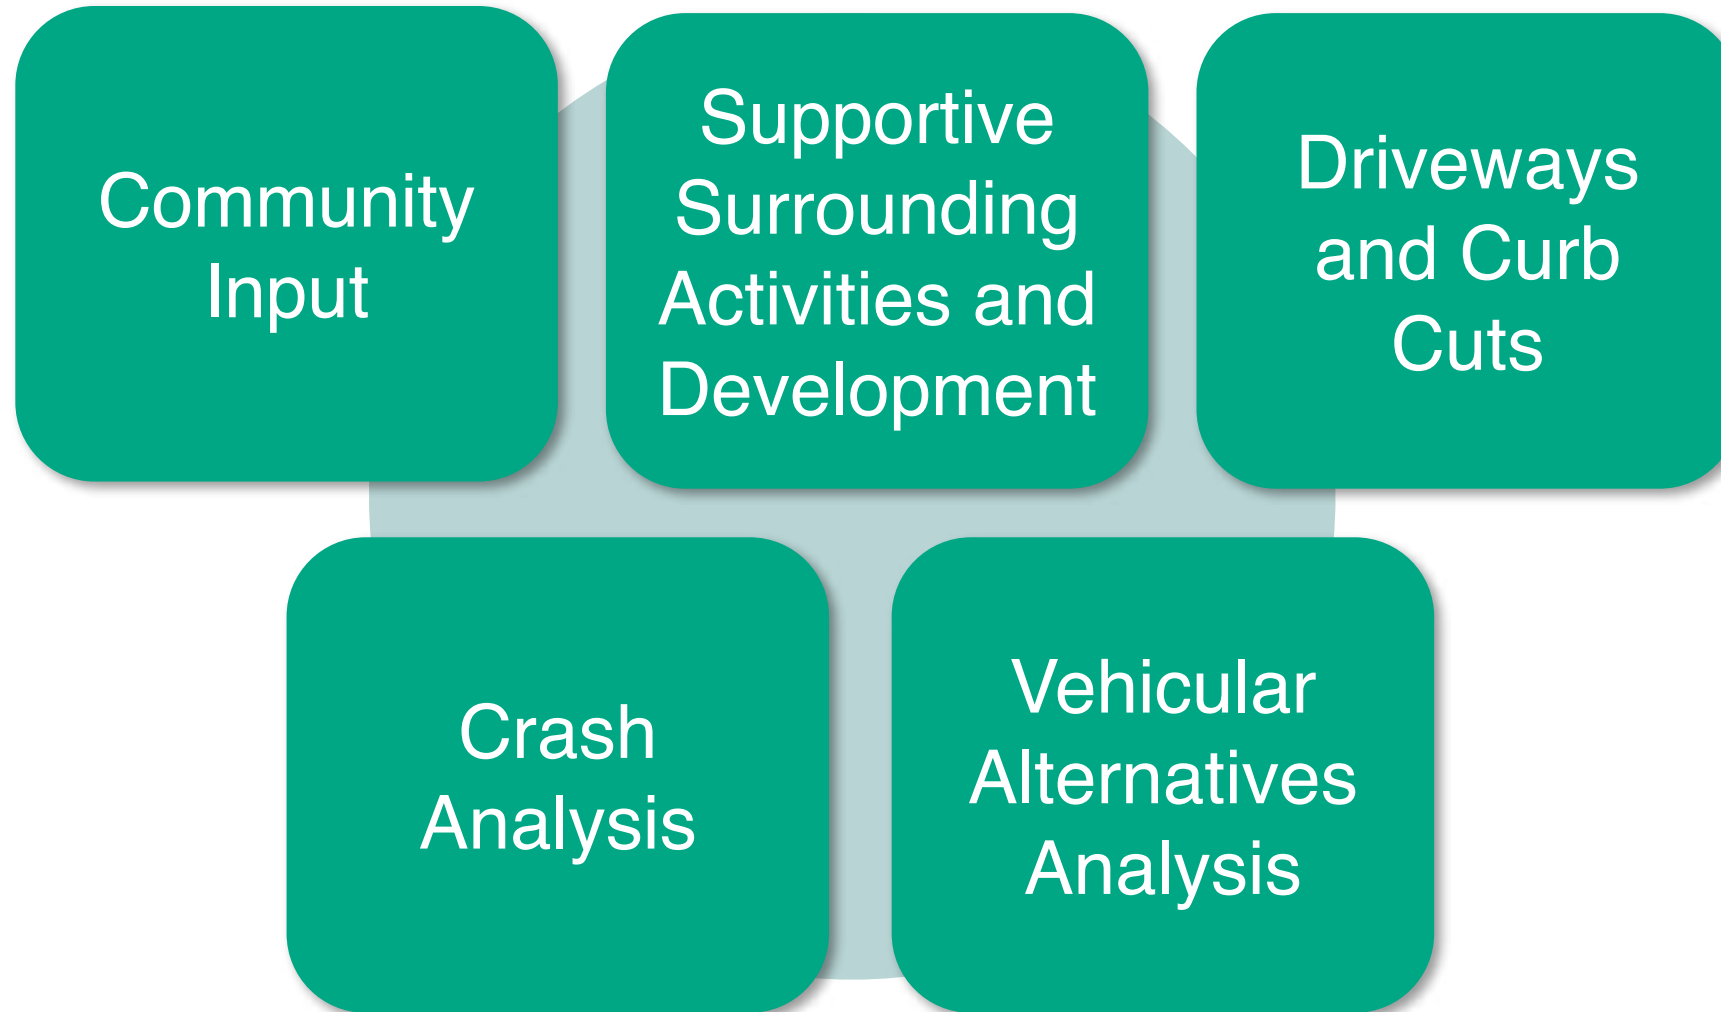 Community
Input
Supportive
Surrounding
Activities and
Development
Driveways
and Curb
Cuts
Crash
Analysis
Vehicular
Alternatives
Analysis